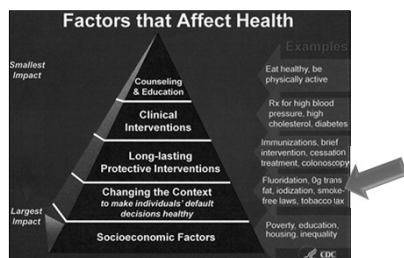 Factors that Affect Health
Examples
Smallest
Impact
Counseling
& Education
Eat healthy, be
physically active
Clinical
Interventions
Rx for high blood
pressure, high
cholesterol, diabetes
Long-lasting
Protective Interventions
Immunizations, brief
intervention, cessation
treatment, colonoscopy
Changing the Context
to make individuals' default
decisions healthy
Fluoridation, 0g trans
fat, iodization, smoke-
free laws, tobacco tax
Largest
Impact
Socioeconomic Factors
Poverty, education,
housing, inequality
CDC